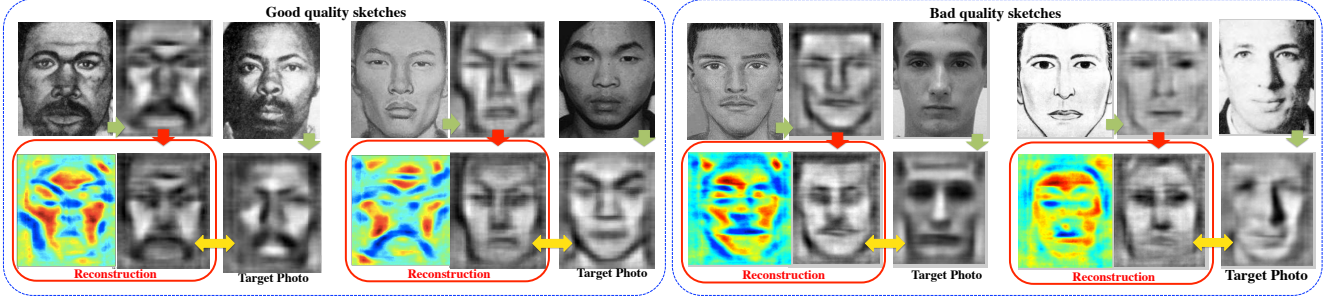 Good quality sketches
Bad quality sketches
Reconstruction
Target Photo
Reconstruction
Target Photo
Reconstruction
Target Photo
Reconstruction
Target Photo